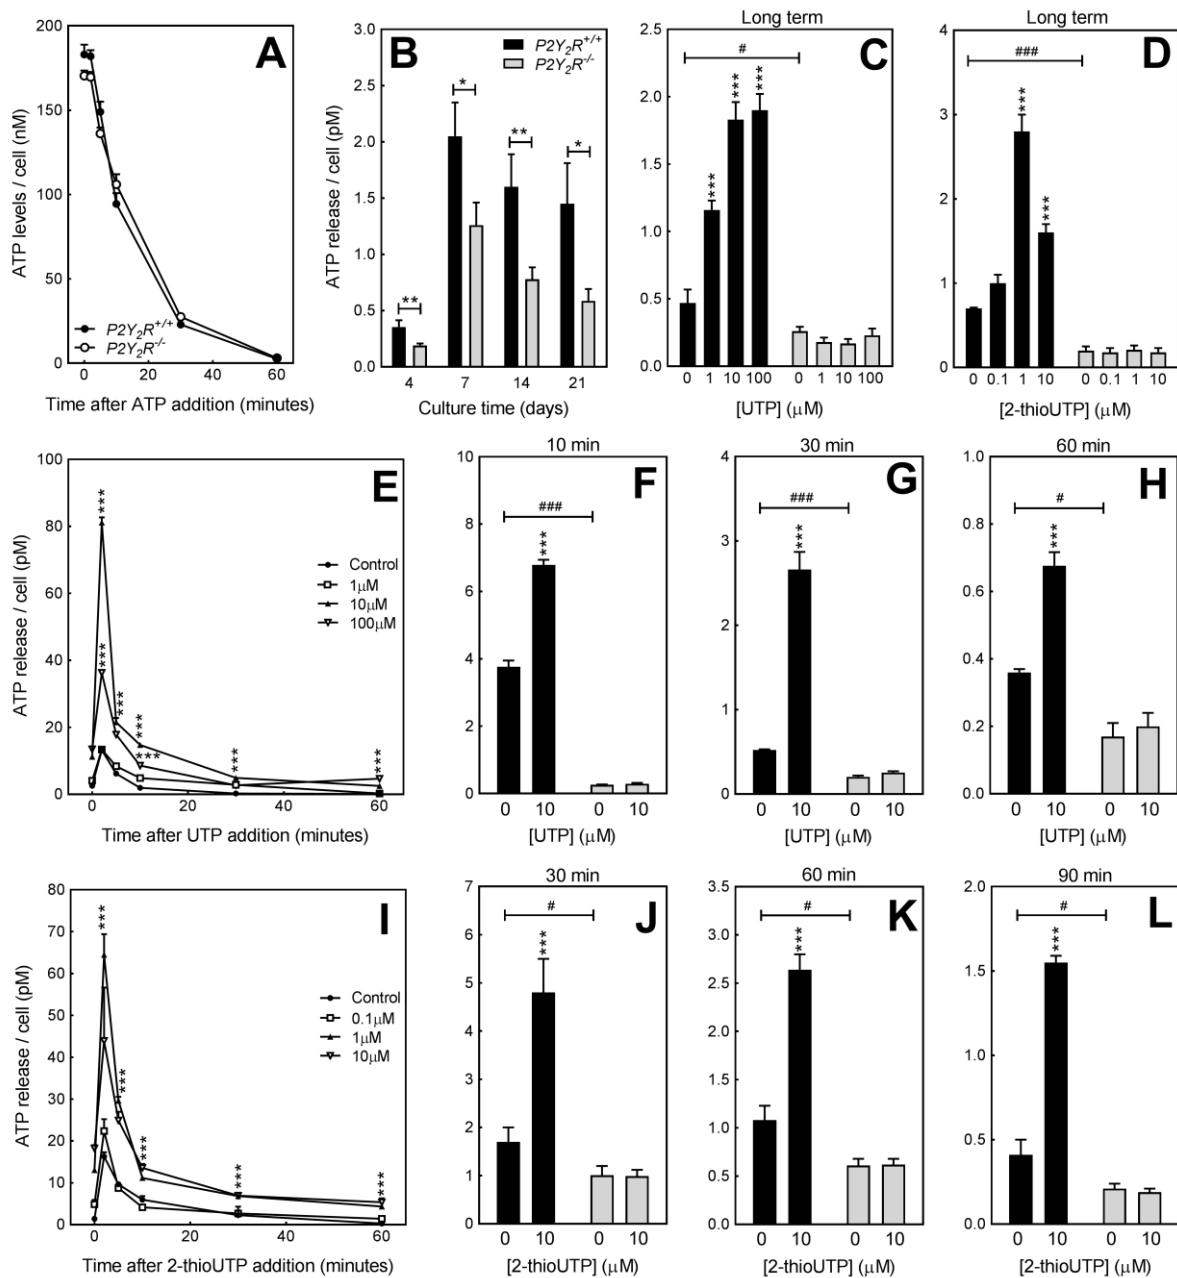 A
ATP levels / cell (nM)
200
150
100
50
0
P2Y₂R⁺/⁺
P2Y₂R⁻/⁻
0 20 40 60
Time after ATP addition (minutes)
B
ATP release / cell (pM)
3.0
2.5
2.0
1.5
1.0
0.5
0.0
P2Y₂R⁺/⁺
P2Y₂R⁻/⁻
** * ** *
4 7 14 21
Culture time (days)
Long term
C
2.5
2.0
1.5
1.0
0.5
0.0
#
*** *** ***
0 1 10 100 0 1 10 100
[UTP] (μM)
Long term
D
4
3
2
1
0
###
*** ***
0 0.1 1 10 0 0.1 1 10
[2-thioUTP] (μM)
E
ATP release / cell (pM)
100
80
60
40
20
0
Control
1μM
10μM
100μM
***
***
***
***
***
***
***
0 20 40 60
Time after UTP addition (minutes)
10 min
F
10
8
6
4
2
0
###
***
0 10 0 10
[UTP] (μM)
30 min
G
4
3
2
1
0
###
***
0 10 0 10
[UTP] (μM)
60 min
H
1.0
0.8
0.6
0.4
0.2
0.0
#
***
0 10 0 10
[UTP] (μM)
I
ATP release / cell (pM)
80
70
60
50
40
30
20
10
0
Control
0.1μM
1μM
10μM
***
***
***
***
***
0 20 40 60
Time after 2-thioUTP addition (minutes)
30 min
J
7
6
5
4
3
2
1
0
#
***
0 10 0 10
[2-thioUTP] (μM)
60 min
K
3.5
3.0
2.5
2.0
1.5
1.0
0.5
0.0
#
***
0 10 0 10
[2-thioUTP] (μM)
90 min
L
2.0
1.5
1.0
0.5
0.0
#
***
0 10 0 10
[2-thioUTP] (μM)